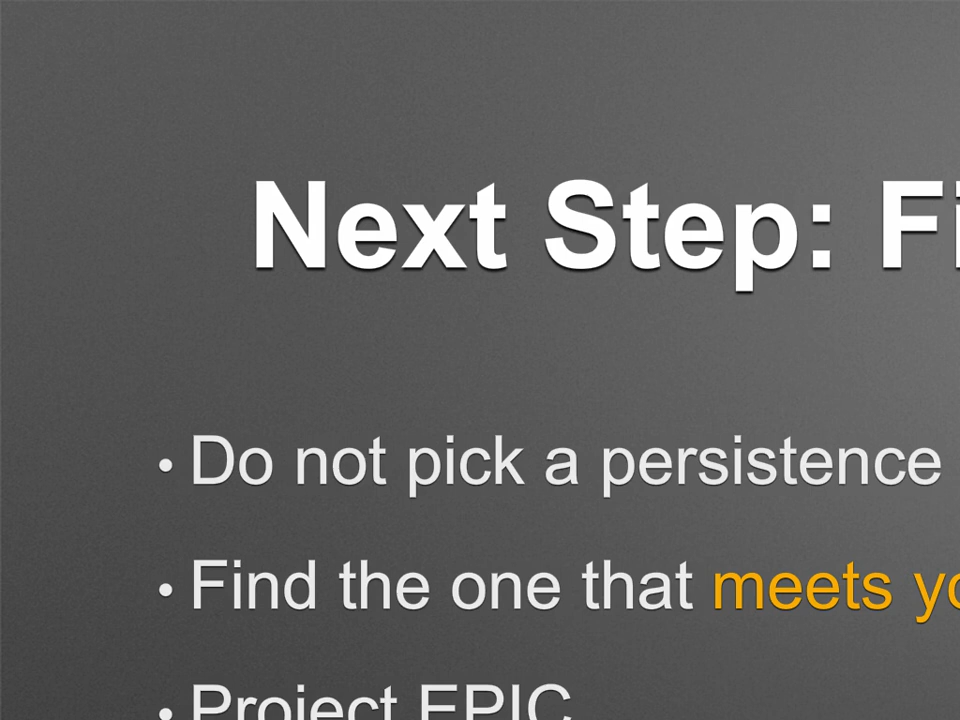 Next Step: Fi
• Do not pick a persistence
• Find the one that meets yo
• Project EPIC